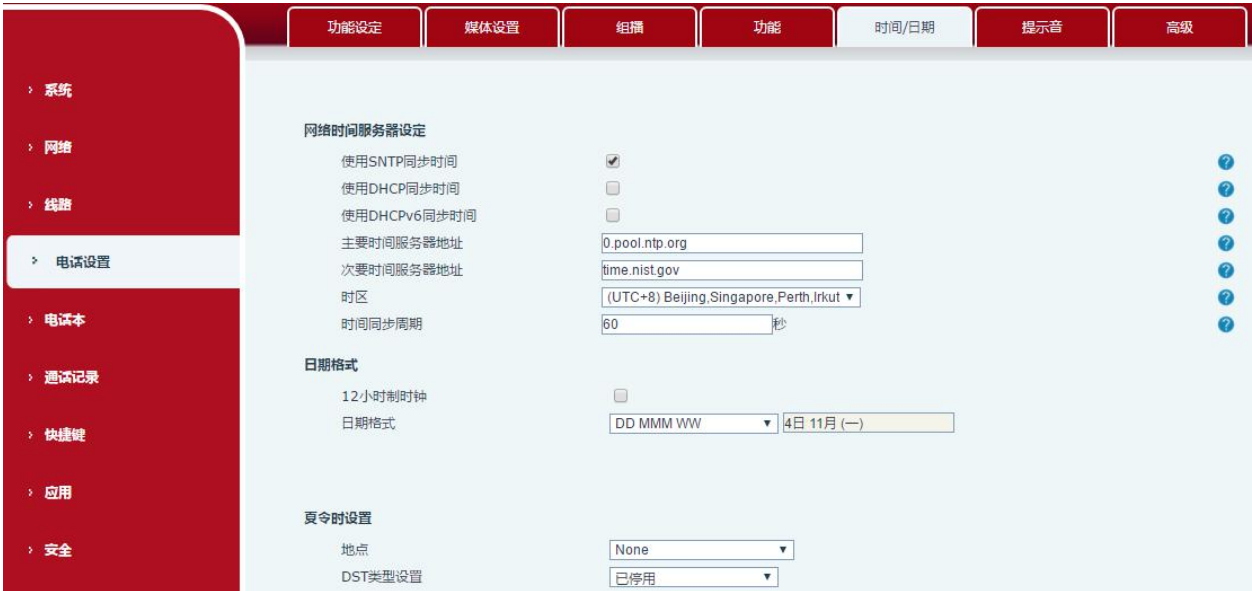 功能设定 媒体设置 组播 功能 时间/日期 提示音 高级
系统
网络
线路
电话设置
电话本
通话记录
快捷键
应用
安全
网络时间服务器设定
使用SNTP同步时间
使用DHCP同步时间
使用DHCPv6同步时间
主要时间服务器地址 0.pool.ntp.org
次要时间服务器地址 time.nist.gov
时区 (UTC+8) Beijing,Singapore,Perth,Irkut
时间同步周期 60 秒
日期格式
12小时制时钟
日期格式 DD MMM WW 4日 11月 (一)
夏令时设置
地点 None
DST类型设置 已停用